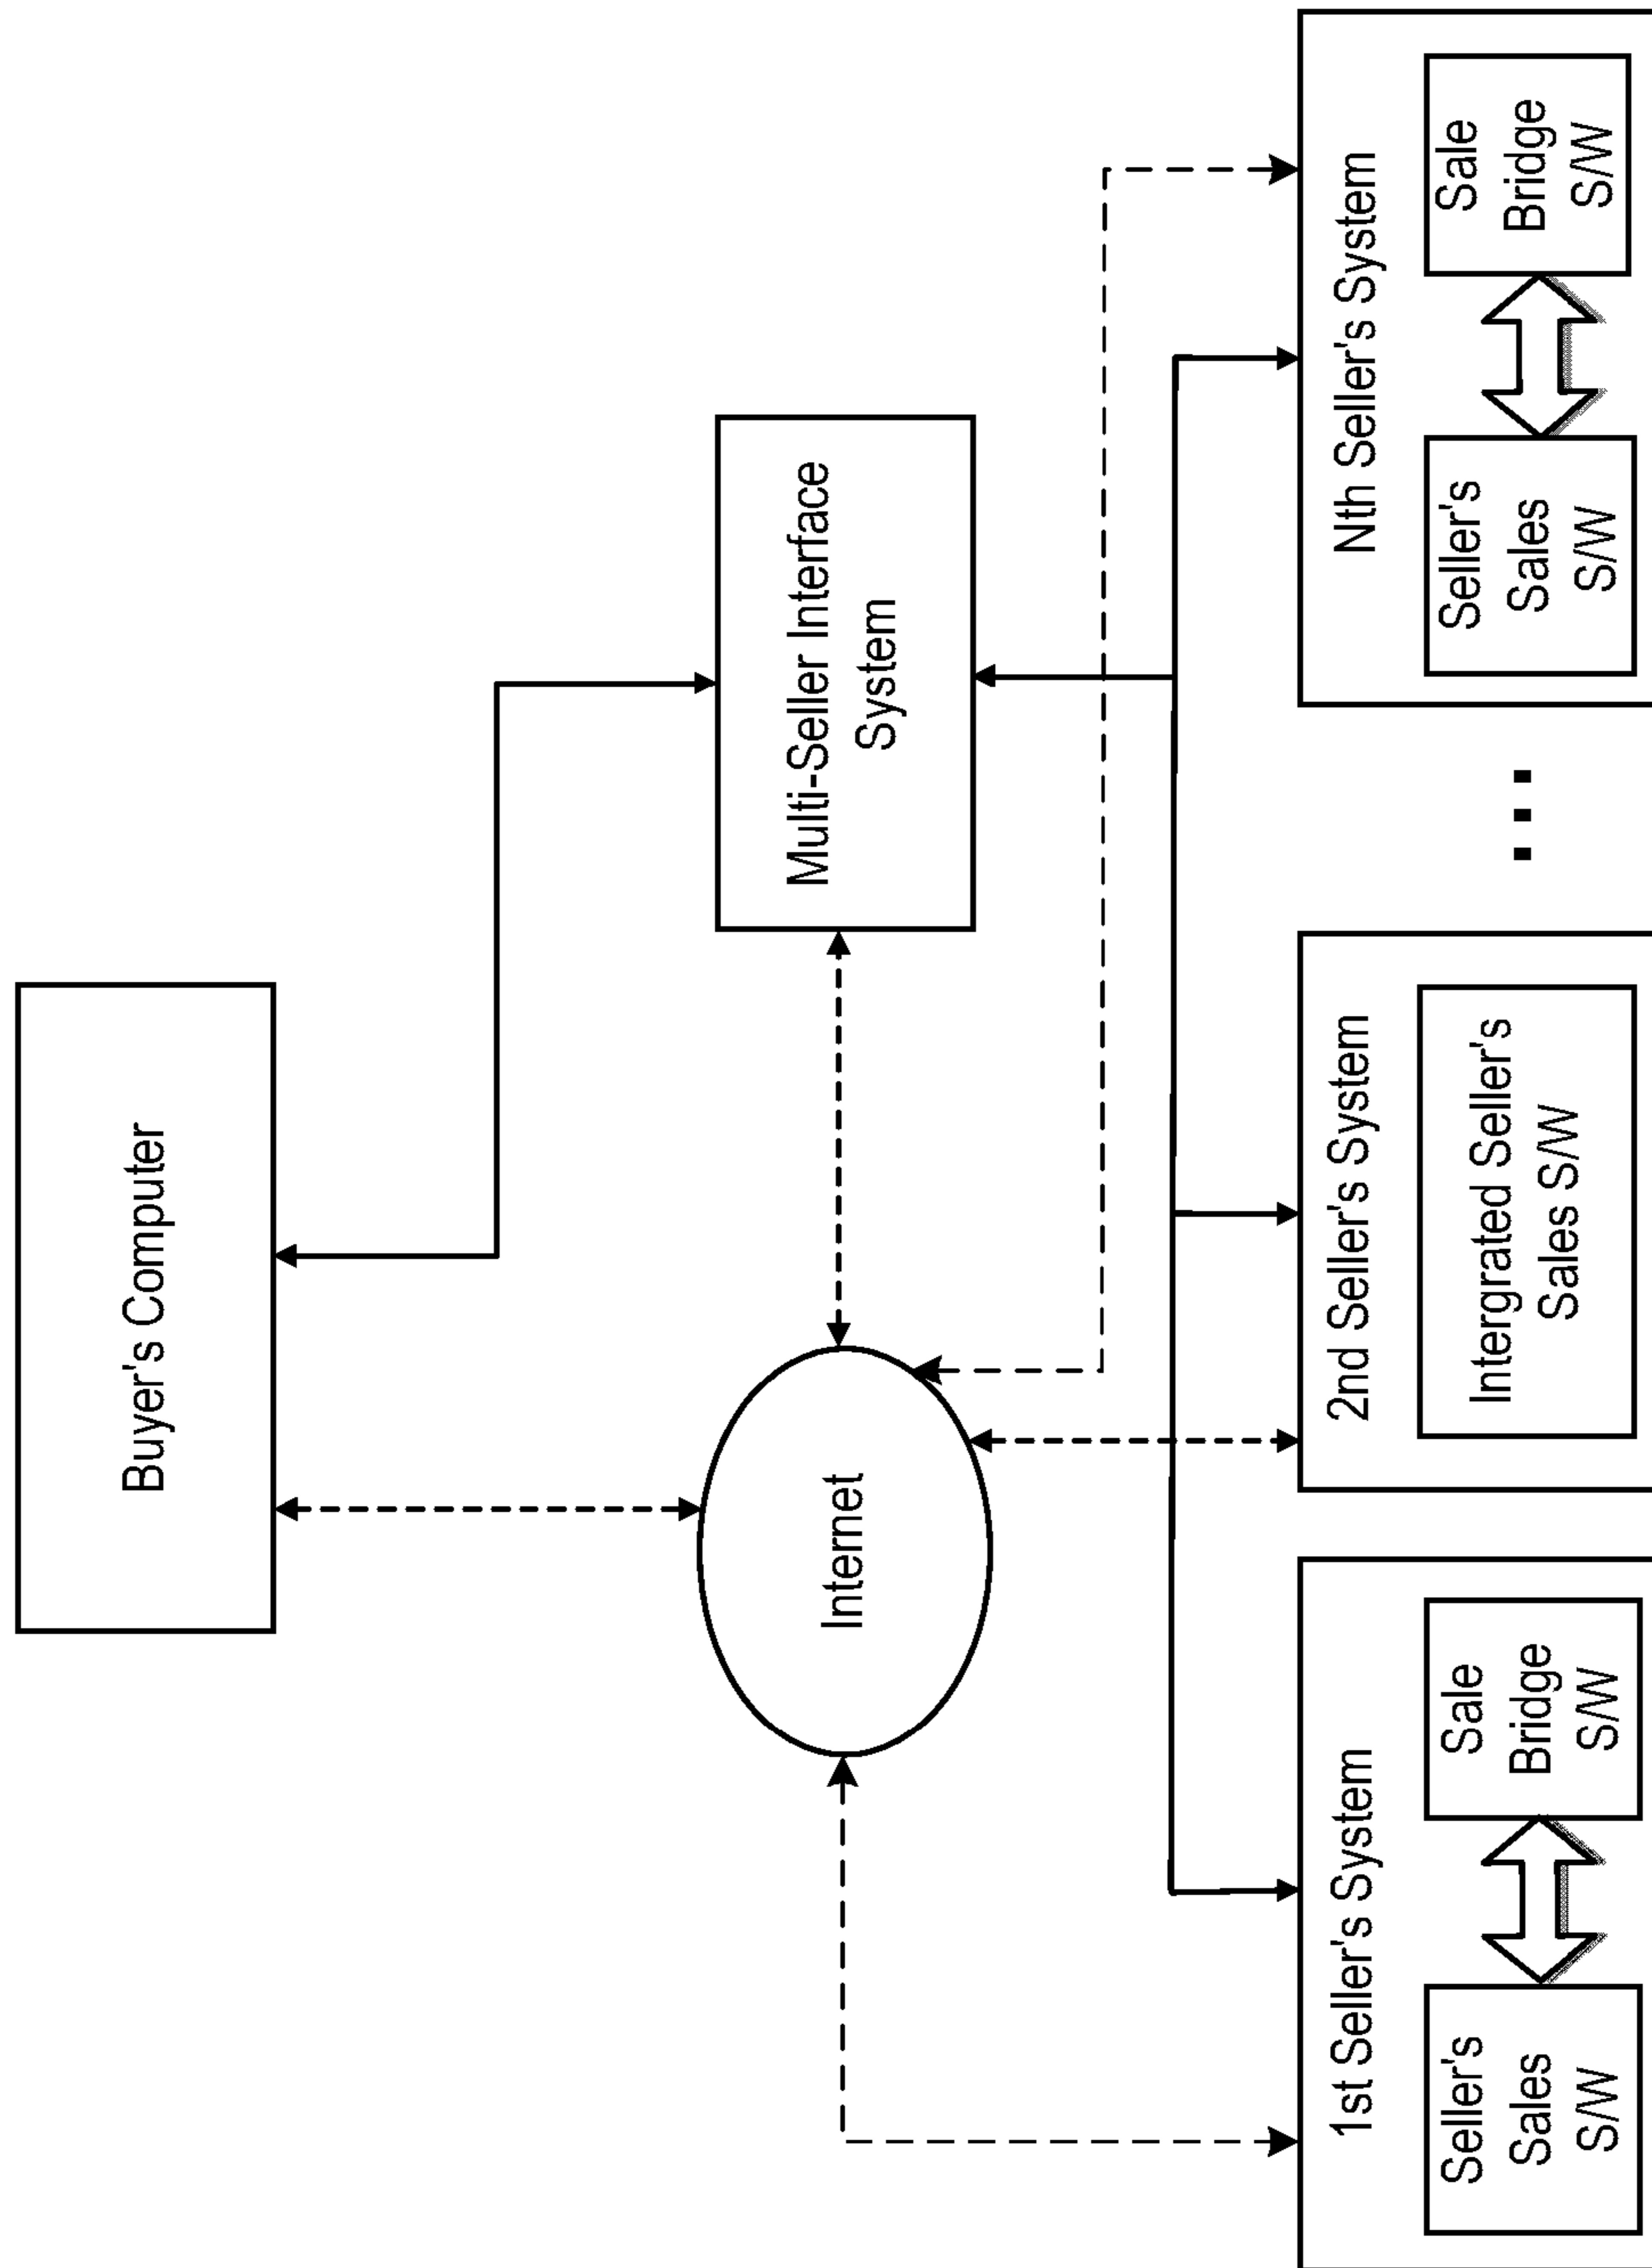 Buyer's Computer
Internet
Multi-Seller Interface
System
1st Seller's System
Seller's
Sales
S/W
Sale
Bridge
S/W
2nd Seller's System
Intergrated Seller's
Sales S/W
Nth Seller's System
Seller's
Sales
S/W
Sale
Bridge
S/W